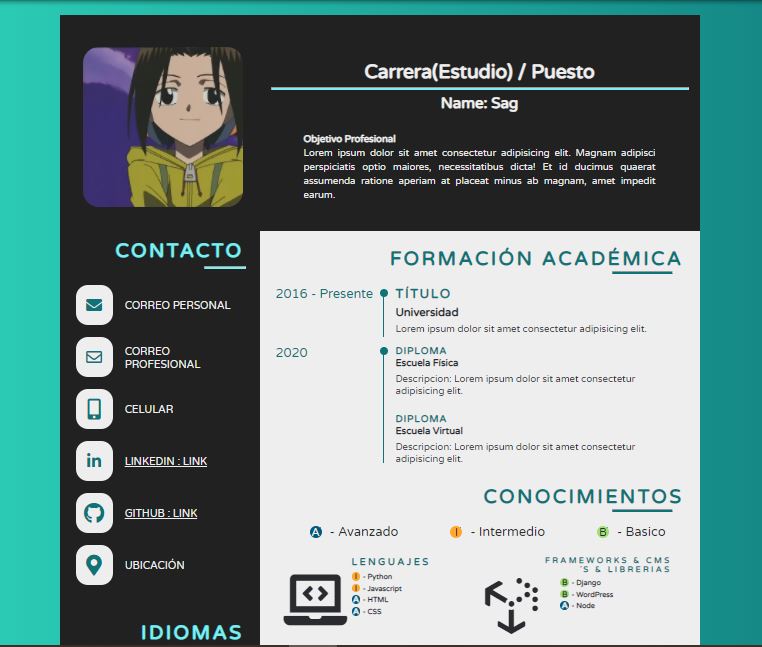 Carrera(Estudio) / Puesto
Name: Sag
Objetivo Profesional
Lorem ipsum dolor sit amet consectetur adipisicing elit. Magnam adipisci
perspiciatis optio maiores, necessitatibus dicta! Et id ducimus quaerat
assumenda ratione aperiam at placeat minus ab magnam, amet impedit
earum.
CONTACTO
CORREO PERSONAL
CORREO
PROFESIONAL
CELULAR
in
LINKEDIN : LINK
GITHUB : LINK
UBICACIÓN
IDIOMAS
FORMACIÓN ACADÉMICA
2016 - Presente
TÍTULO
Universidad
Lorem ipsum dolor sit amet consectetur adipisicing elit.
2020
DIPLOMA
Escuela Física
Descripcion: Lorem ipsum dolor sit amet consectetur
adipisicing elit.
DIPLOMA
Escuela Virtual
Descripcion: Lorem ipsum dolor sit amet consectetur
adipisicing elit.
CONOCIMIENTOS
A - Avanzado
I - Intermedio
B - Basico
LENGUAJES
I - Python
I - Javascript
A - HTML
A - CSS
FRAMEWORKS & CMS
´S & LIBRERIAS
B - Django
B - WordPress
A - Node